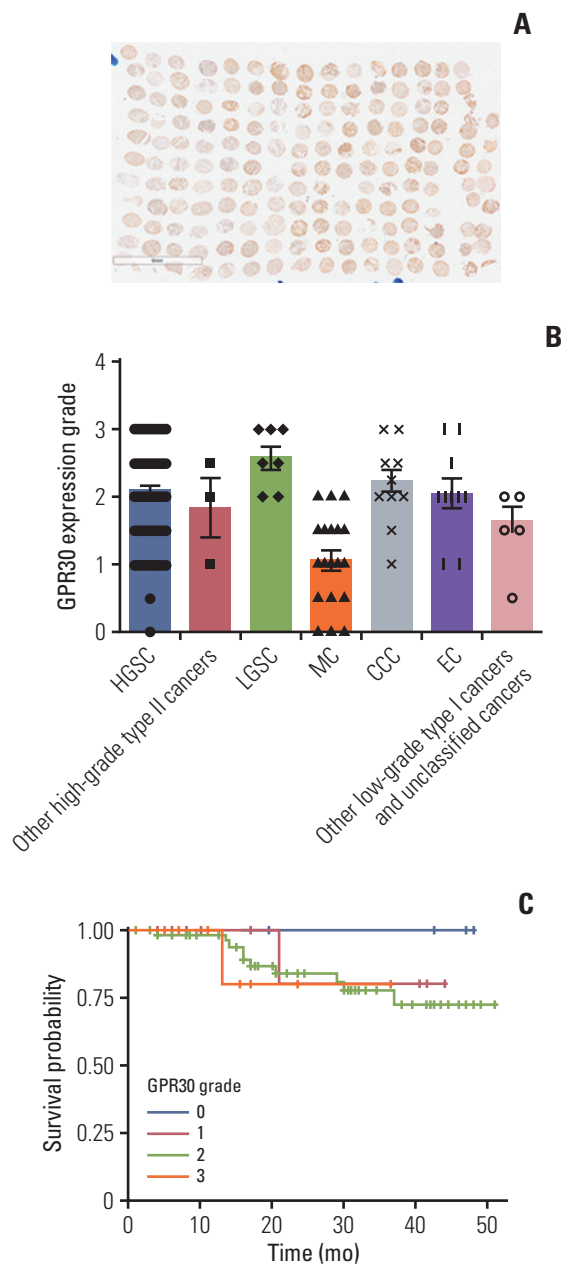 A
B
GPR30 expression grade
4
3
2
1
0
HGSC
Other high-grade type II cancers
LGSC
MC
CCC
EC
Other low-grade type I cancers
and unclassified cancers
C
Survival probability
1.00
0.75
0.50
0.25
0
GPR30 grade
0
1
2
3
0 10 20 30 40 50
Time (mo)